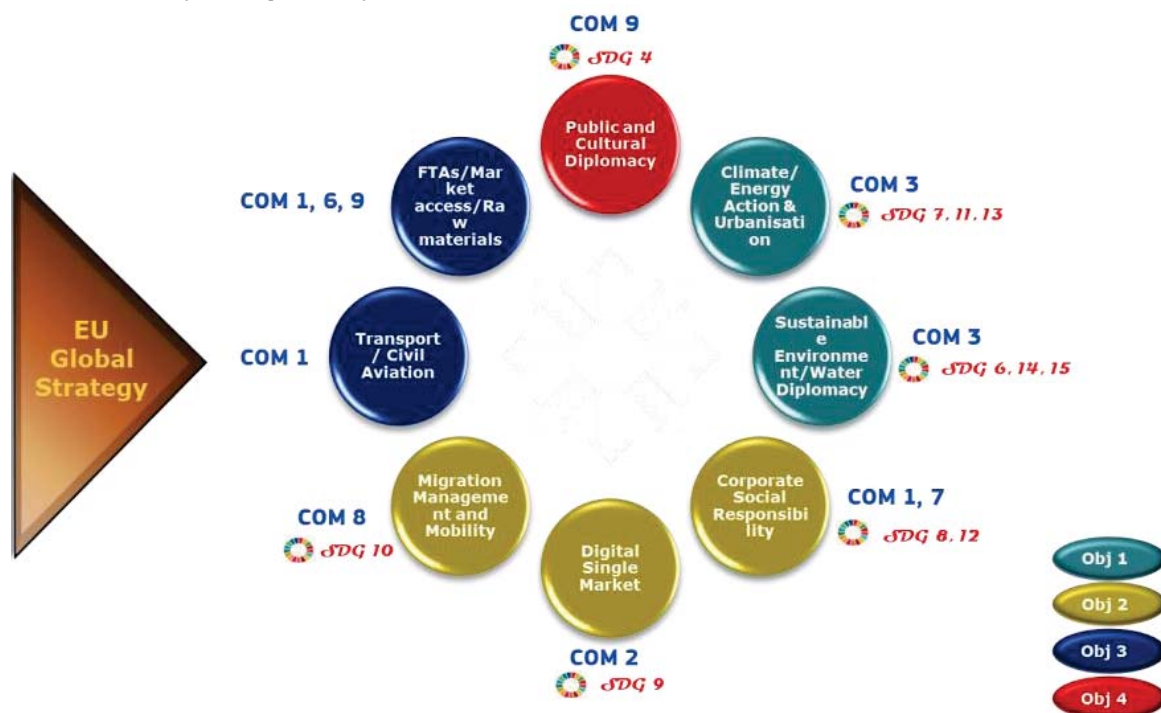 COM 9
SDG 4
Public and
Cultural
Diplomacy
FTAs/Mar
ket
access/Ra
w
materials
COM 1, 6, 9
Climate/
Energy
Action &
Urbanisati
on
COM 3
SDG 7, 11, 13
EU
Global
Strategy
COM 1
Transport
/ Civil
Aviation
Sustainabl
e
Environme
nt/Water
Diplomacy
COM 3
SDG 6, 14, 15
Migration
Manageme
nt and
Mobility
COM 8
SDG 10
Digital
Single
Market
COM 2
SDG 9
Corporate
Social
Responsibi
lity
COM 1, 7
SDG 8, 12
Obj 1
Obj 2
Obj 3
Obj 4